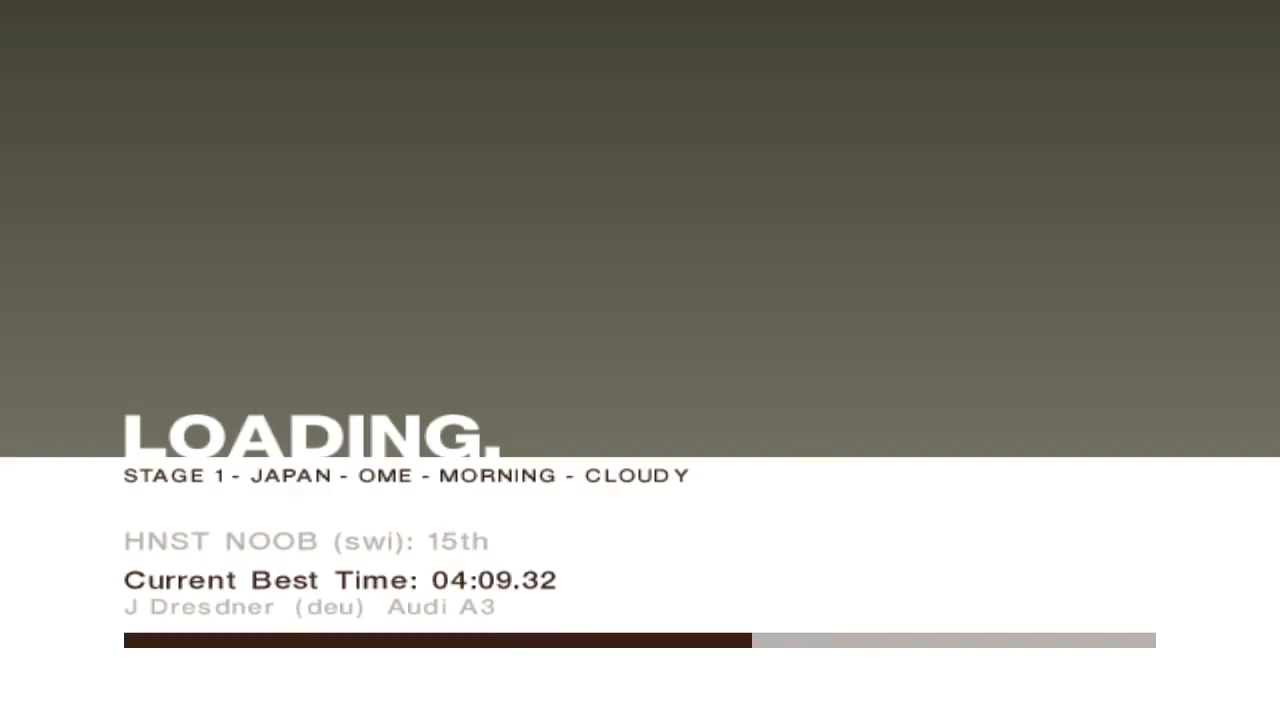 LOADING.
STAGE 1 - JAPAN - OME - MORNING - CLOUDY
HNST NOOB (swi): 15th
Current Best Time: 04:09.32
J Dresdner (deu) Audi A3